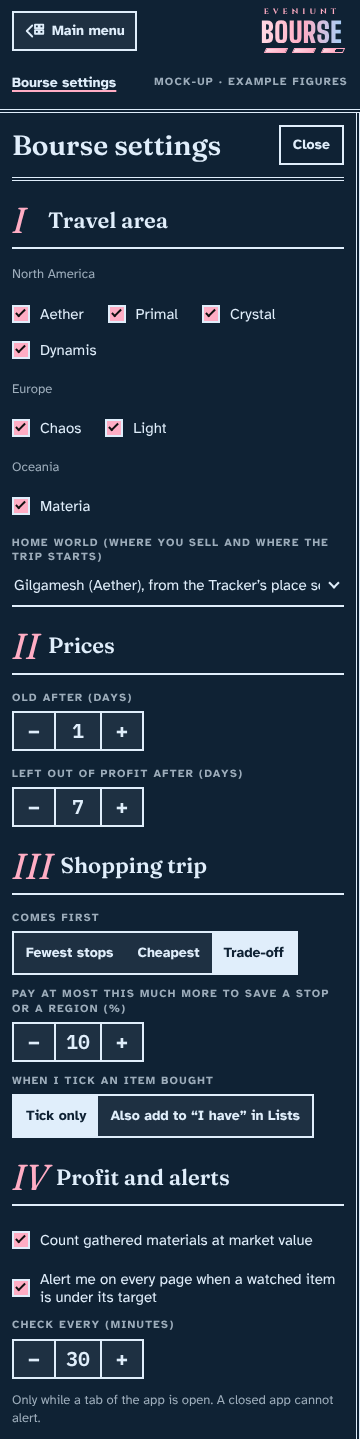 Main menu
EVENIUNT
BOURSE
Bourse settings
MOCK-UP · EXAMPLE FIGURES
Bourse settings
Close
I Travel area
North America
Aether Primal Crystal
Dynamis
Europe
Chaos Light
Oceania
Materia
HOME WORLD (WHERE YOU SELL AND WHERE THE
TRIP STARTS)
Gilgamesh (Aether), from the Tracker's place se
II Prices
OLD AFTER (DAYS)
− 1 +
LEFT OUT OF PROFIT AFTER (DAYS)
− 7 +
III Shopping trip
COMES FIRST
Fewest stops Cheapest Trade-off
PAY AT MOST THIS MUCH MORE TO SAVE A STOP
OR A REGION (%)
− 10 +
WHEN I TICK AN ITEM BOUGHT
Tick only Also add to “I have” in Lists
IV Profit and alerts
Count gathered materials at market value
Alert me on every page when a watched item
is under its target
CHECK EVERY (MINUTES)
− 30 +
Only while a tab of the app is open. A closed app cannot
alert.